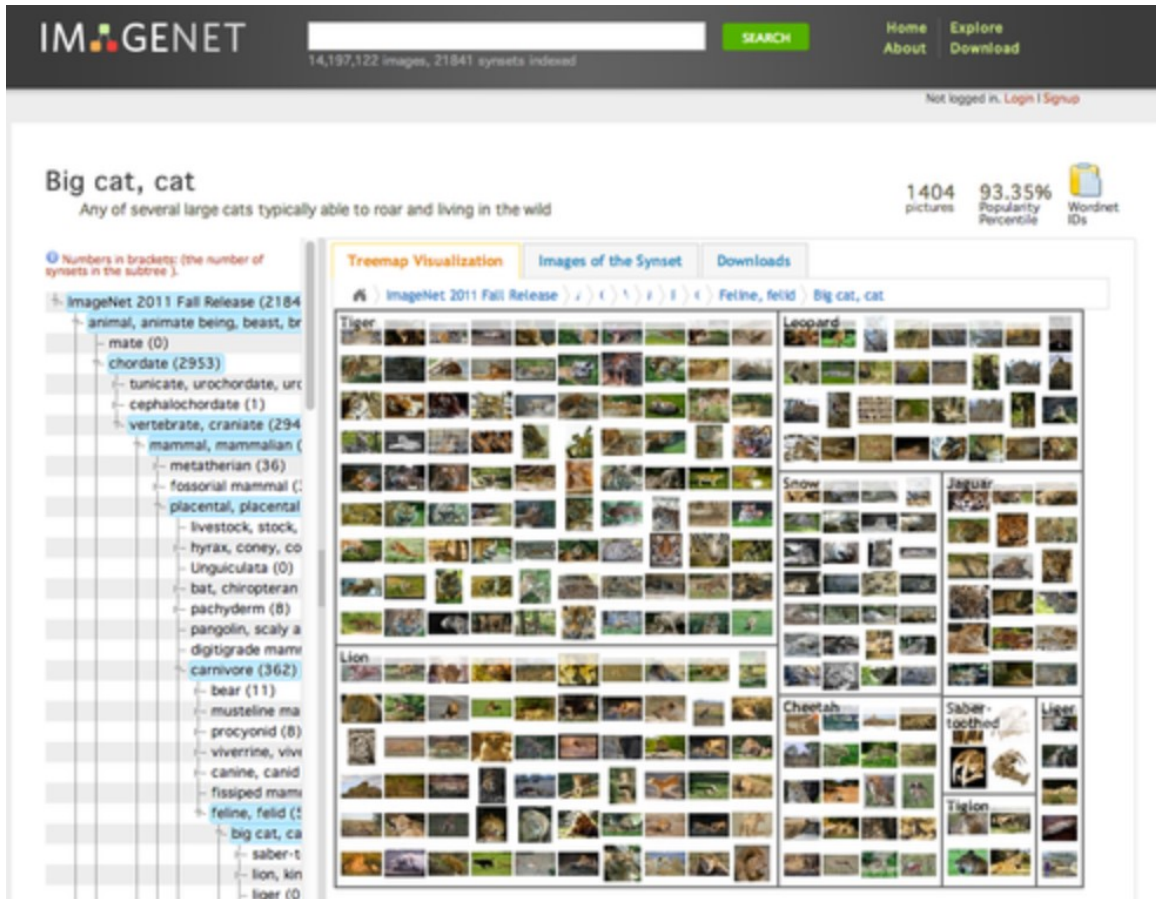 IMAGENET
SEARCH
14,197,122 images, 21841 synsets indexed
Home Explore
About Download
Not logged in. Login | Signup
Big cat, cat
Any of several large cats typically able to roar and living in the wild
1404 pictures
93.35% Popularity Percentile
Wordnet IDs
Numbers in brackets: (the number of
synsets in the subtree ).
ImageNet 2011 Fall Release (2184
animal, animate being, beast, br
mate (0)
chordate (2953)
tunicate, urochordate, urc
cephalochordate (1)
vertebrate, craniate (294
mammal, mammalian (
metatherian (36)
fossorial mammal (
placental, placental
livestock, stock,
hyrax, coney, co
Unguiculata (0)
bat, chiropteran
pachyderm (8)
pangolin, scaly a
digitigrade mam
carnivore (362)
bear (11)
musteline ma
procyonid (8)
viverrine, vive
canine, canid
fissiped mam
feline, felid (
big cat, ca
saber-t
lion, kin
liger (0
Treemap Visualization Images of the Synset Downloads
ImageNet 2011 Fall Release Feline, felid Big cat, cat
Tiger
Leopard
Snow
Jaguar
Lion
Cheetah
Saber-
toothed
Liger
Tiglon